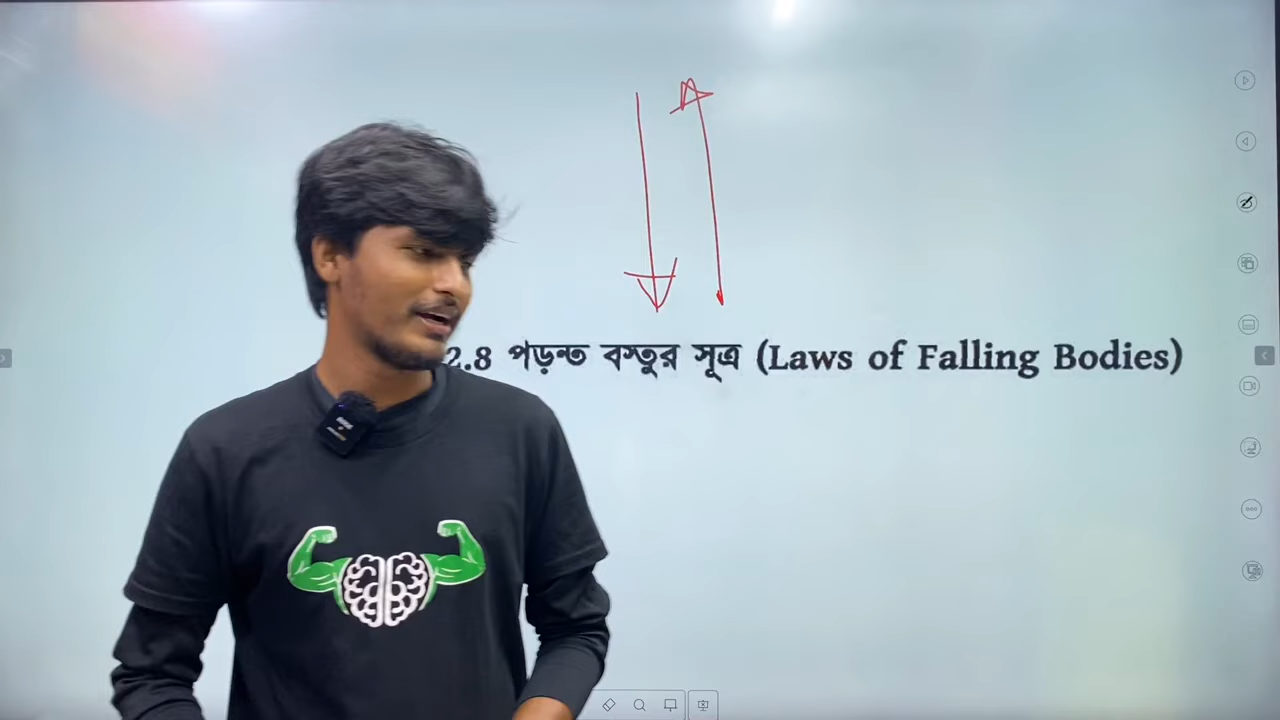 2.8 পড়ন্ত বস্তুর সূত্র (Laws of Falling Bodies)